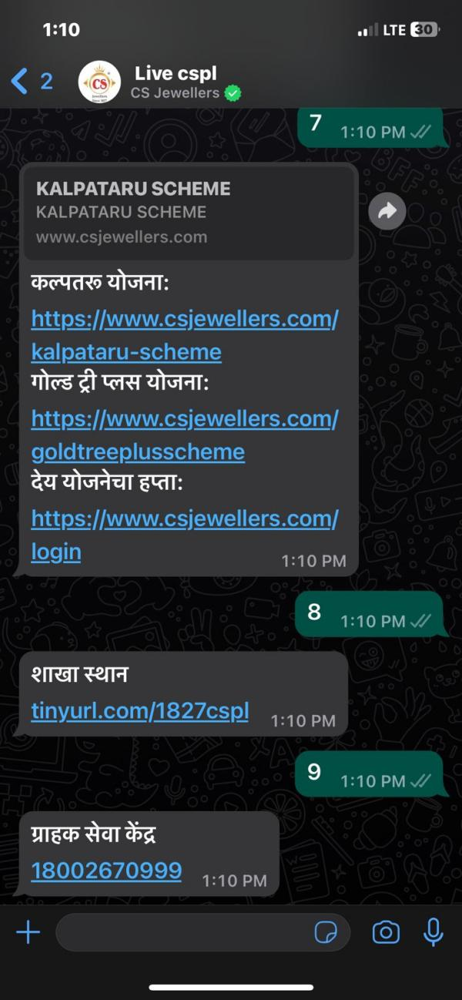 1:10
LTE 30
2
CS
Live cspl
CS Jewellers
7 1:10 PM
KALPATARU SCHEME
KALPATARU SCHEME
www.csjewellers.com
कल्पतरू योजना:
https://www.csjewellers.com/
kalpataru-scheme
गोल्ड ट्री प्लस योजना:
https://www.csjewellers.com/
goldtreeplusscheme
देय योजनेचा हप्ता:
https://www.csjewellers.com/
login 1:10 PM
8 1:10 PM
शाखा स्थान
tinyurl.com/1827cspl 1:10 PM
9 1:10 PM
ग्राहक सेवा केंद्र
18002670999 1:10 PM